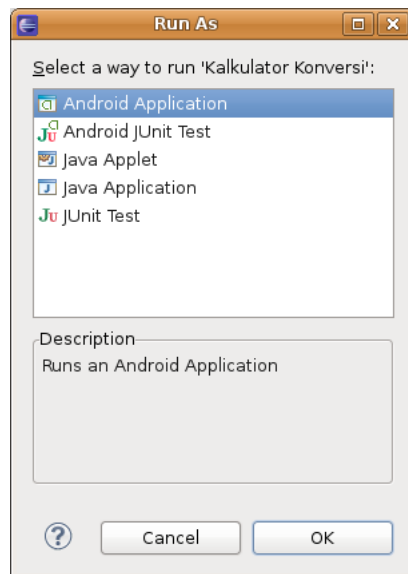 Run As
Select a way to run 'Kalkulator Konversi':
Android Application
Android JUnit Test
Java Applet
Java Application
JUnit Test
Description
Runs an Android Application
Cancel
OK